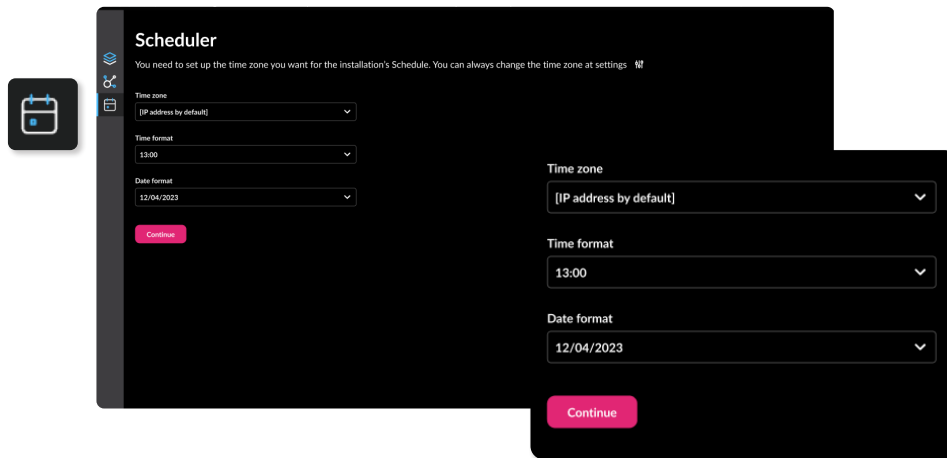 Scheduler
You need to set up the time zone you want for the installation's Schedule. You can always change the time zone at settings
Time zone
[IP address by default]
Time format
13:00
Date format
12/04/2023
Continue
Time zone
[IP address by default]
Time format
13:00
Date format
12/04/2023
Continue